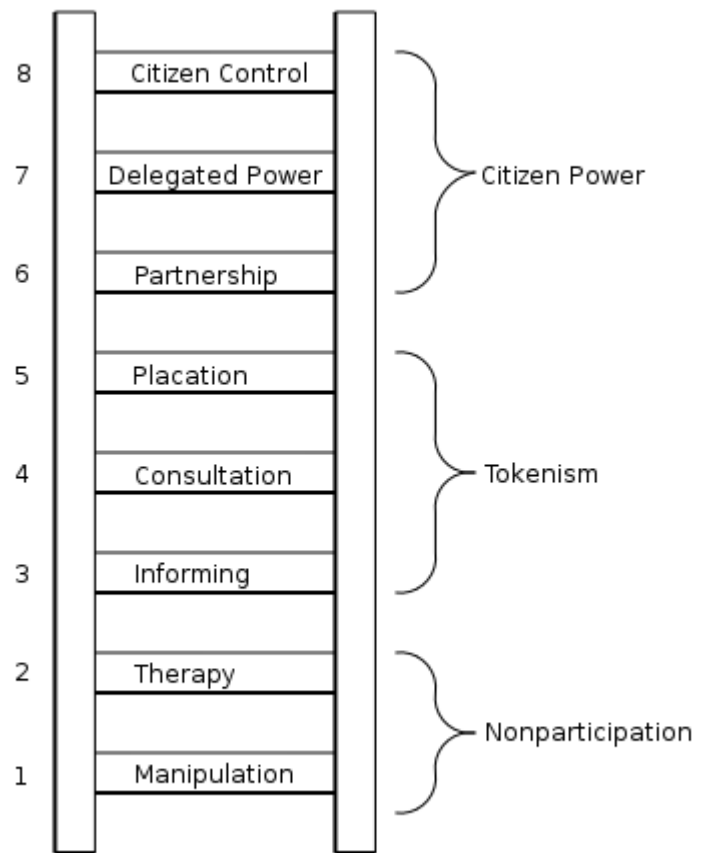 8 Citizen Control
7 Delegated Power
Citizen Power
6 Partnership
5 Placation
4 Consultation
Tokenism
3 Informing
2 Therapy
Nonparticipation
1 Manipulation